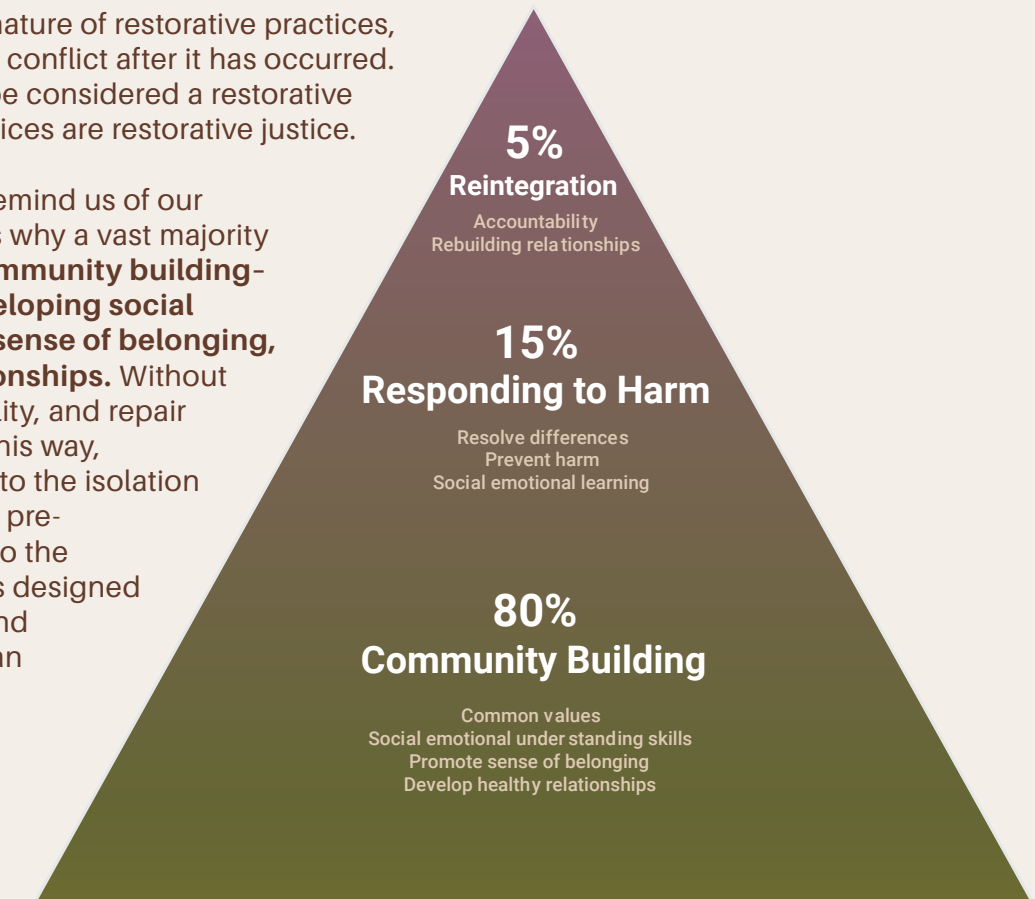 nature of restorative practices,
conflict after it has occurred.
be considered a restorative
ices are restorative justice.
emind us of our
s why a vast majority
mmunity building–
eloping social
sense of belonging,
onships. Without
lity, and repair
his way,
to the isolation
pre-
o the
s designed
nd
an
5%
Reintegration
Accountability
Rebuilding relationships
15%
Responding to Harm
Resolve differences
Prevent harm
Social emotional learning
80%
Community Building
Common values
Social emotional understanding skills
Promote sense of belonging
Develop healthy relationships